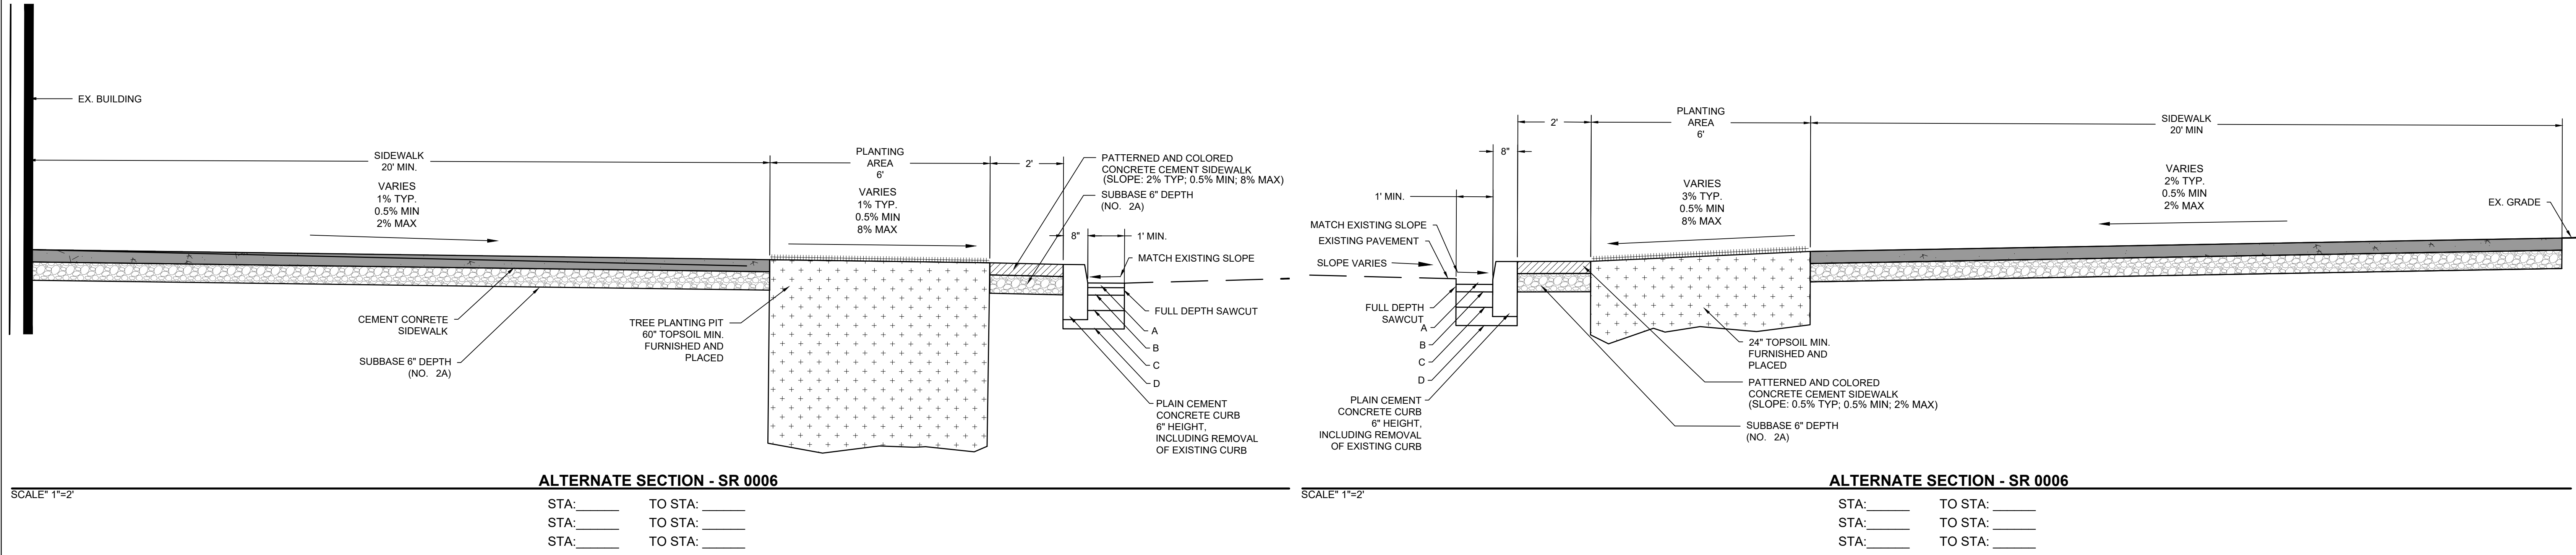 EX. BUILDING
SIDEWALK
20' MIN.
VARIES
1% TYP.
0.5% MIN
2% MAX
PLANTING
AREA
6'
VARIES
1% TYP.
0.5% MIN
8% MAX
2'
PATTERNED AND COLORED
CONCRETE CEMENT SIDEWALK
(SLOPE: 2% TYP; 0.5% MIN; 8% MAX)
SUBBASE 6" DEPTH
(NO. 2A)
8"
1' MIN.
MATCH EXISTING SLOPE
FULL DEPTH SAWCUT
A
B
C
D
PLAIN CEMENT
CONCRETE CURB
6" HEIGHT,
INCLUDING REMOVAL
OF EXISTING CURB
CEMENT CONRETE
SIDEWALK
SUBBASE 6" DEPTH
(NO. 2A)
TREE PLANTING PIT
60" TOPSOIL MIN.
FURNISHED AND
PLACED
ALTERNATE SECTION - SR 0006
SCALE" 1"=2'
STA:______ TO STA: ______
STA:______ TO STA: ______
STA:______ TO STA: ______
2'
PLANTING
AREA
6'
SIDEWALK
20' MIN
8"
1' MIN.
VARIES
3% TYP.
0.5% MIN
8% MAX
VARIES
2% TYP.
0.5% MIN
2% MAX
EX. GRADE
MATCH EXISTING SLOPE
EXISTING PAVEMENT
SLOPE VARIES
FULL DEPTH
SAWCUT
A
B
C
D
PLAIN CEMENT
CONCRETE CURB
6" HEIGHT,
INCLUDING REMOVAL
OF EXISTING CURB
24" TOPSOIL MIN.
FURNISHED AND
PLACED
PATTERNED AND COLORED
CONCRETE CEMENT SIDEWALK
(SLOPE: 0.5% TYP; 0.5% MIN; 2% MAX)
SUBBASE 6" DEPTH
(NO. 2A)
ALTERNATE SECTION - SR 0006
SCALE" 1"=2'
STA:______ TO STA: ______
STA:______ TO STA: ______
STA:______ TO STA: ______